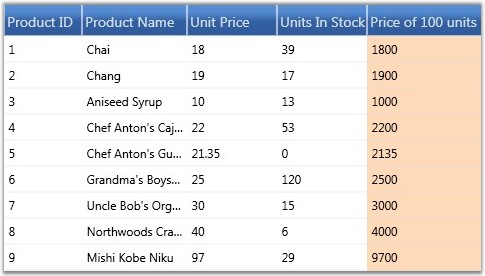 Product ID Product Name Unit Price Units In Stock Price of 100 units
1 Chai 18 39 1800
2 Chang 19 17 1900
3 Aniseed Syrup 10 13 1000
4 Chef Anton's Caj... 22 53 2200
5 Chef Anton's Gu... 21.35 0 2135
6 Grandma's Boys... 25 120 2500
7 Uncle Bob's Org... 30 15 3000
8 Northwoods Cra... 40 6 4000
9 Mishi Kobe Niku 97 29 9700